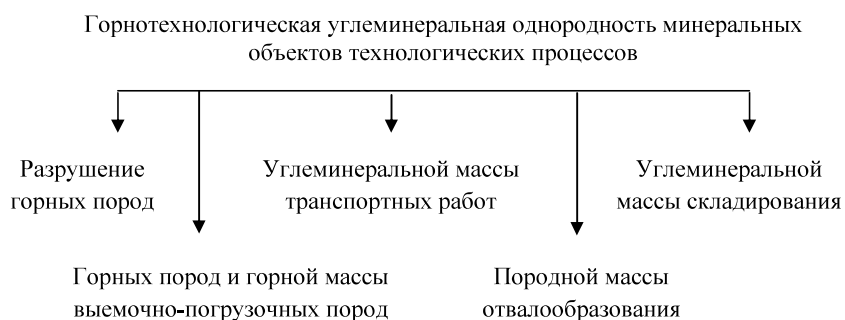 Горнотехнологическая углеминеральная однородность минеральных
объектов технологических процессов
Разрушение
горных пород
Углеминеральной массы
транспортных работ
Углеминеральной
массы складирования
Горных пород и горной массы
выемочно-погрузочных пород
Породной массы
отвалообразования